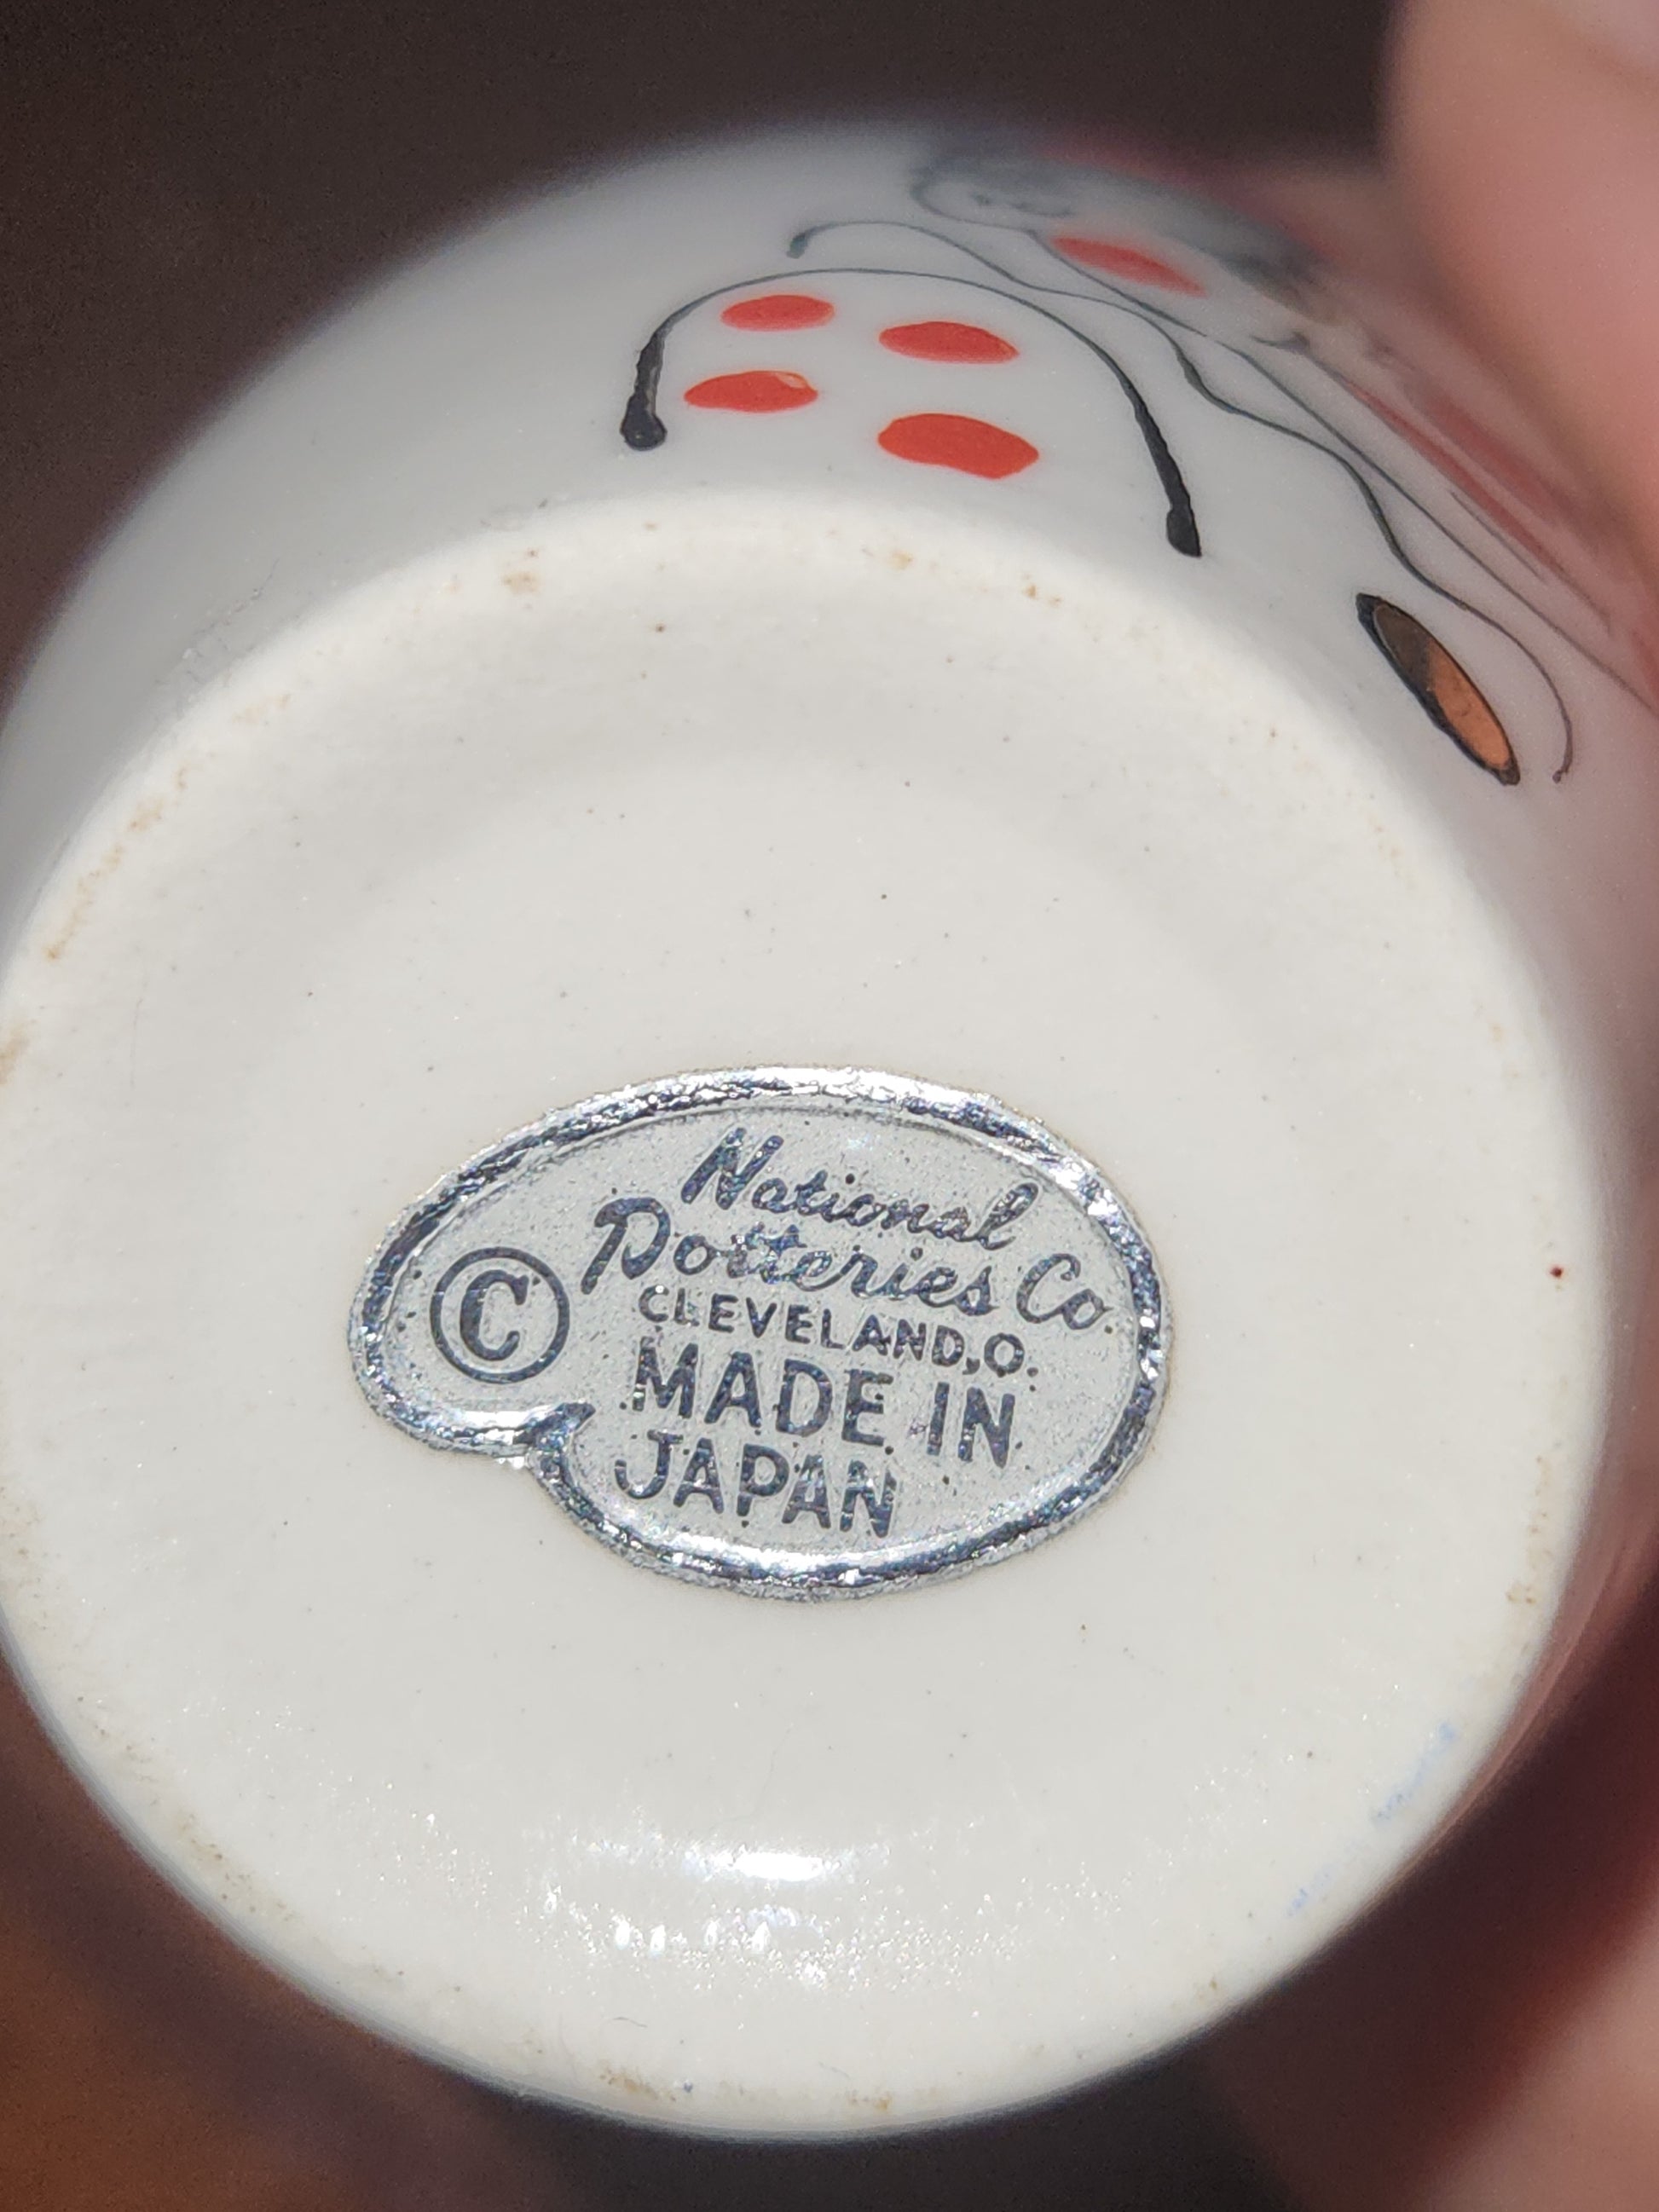 National
Potteries Co.
©
CLEVELAND,O.
MADE IN
JAPAN